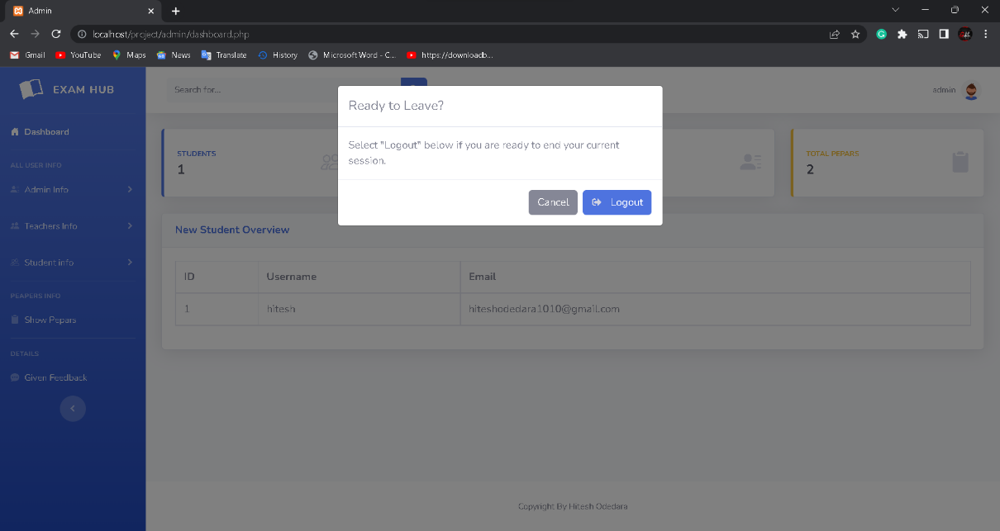 Admin
localhost/project/admin/dashboard.php
Gmail YouTube Maps News Translate History Microsoft Word - C... https://downloadb...
EXAM HUB
Search for...
admin
Ready to Leave?
Select "Logout" below if you are ready to end your current
session.
Cancel Logout
Dashboard
ALL USER INFO
Admin Info
Teachers Info
Student info
PEAPERS INFO
Show Pepars
DETAILS
Given Feedback
STUDENTS
1
TOTAL PEPARS
2
New Student Overview
ID Username Email
1 hitesh hiteshodedara1010@gmail.com
Copyright By Hitesh Odedara